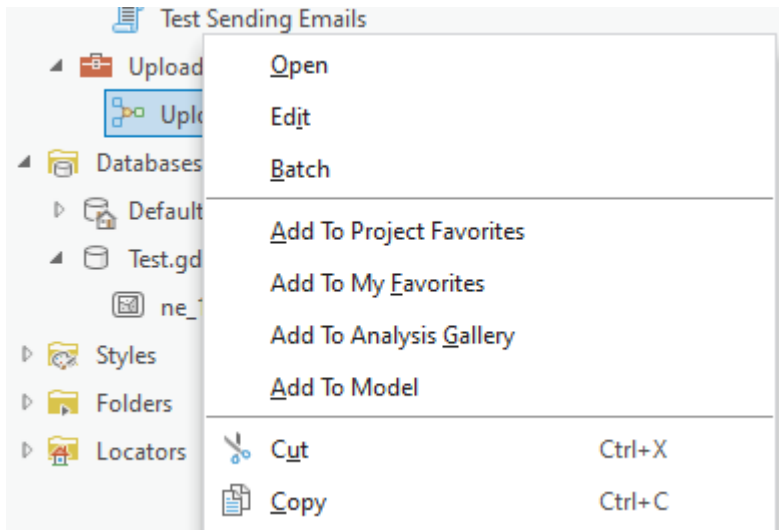 Test Sending Emails
Upload
Open
Edit
Batch
Databases
Default
Add To Project Favorites
Test.gd
Add To My Favorites
ne_
Add To Analysis Gallery
Styles
Add To Model
Folders
Locators
Cut Ctrl+X
Copy Ctrl+C